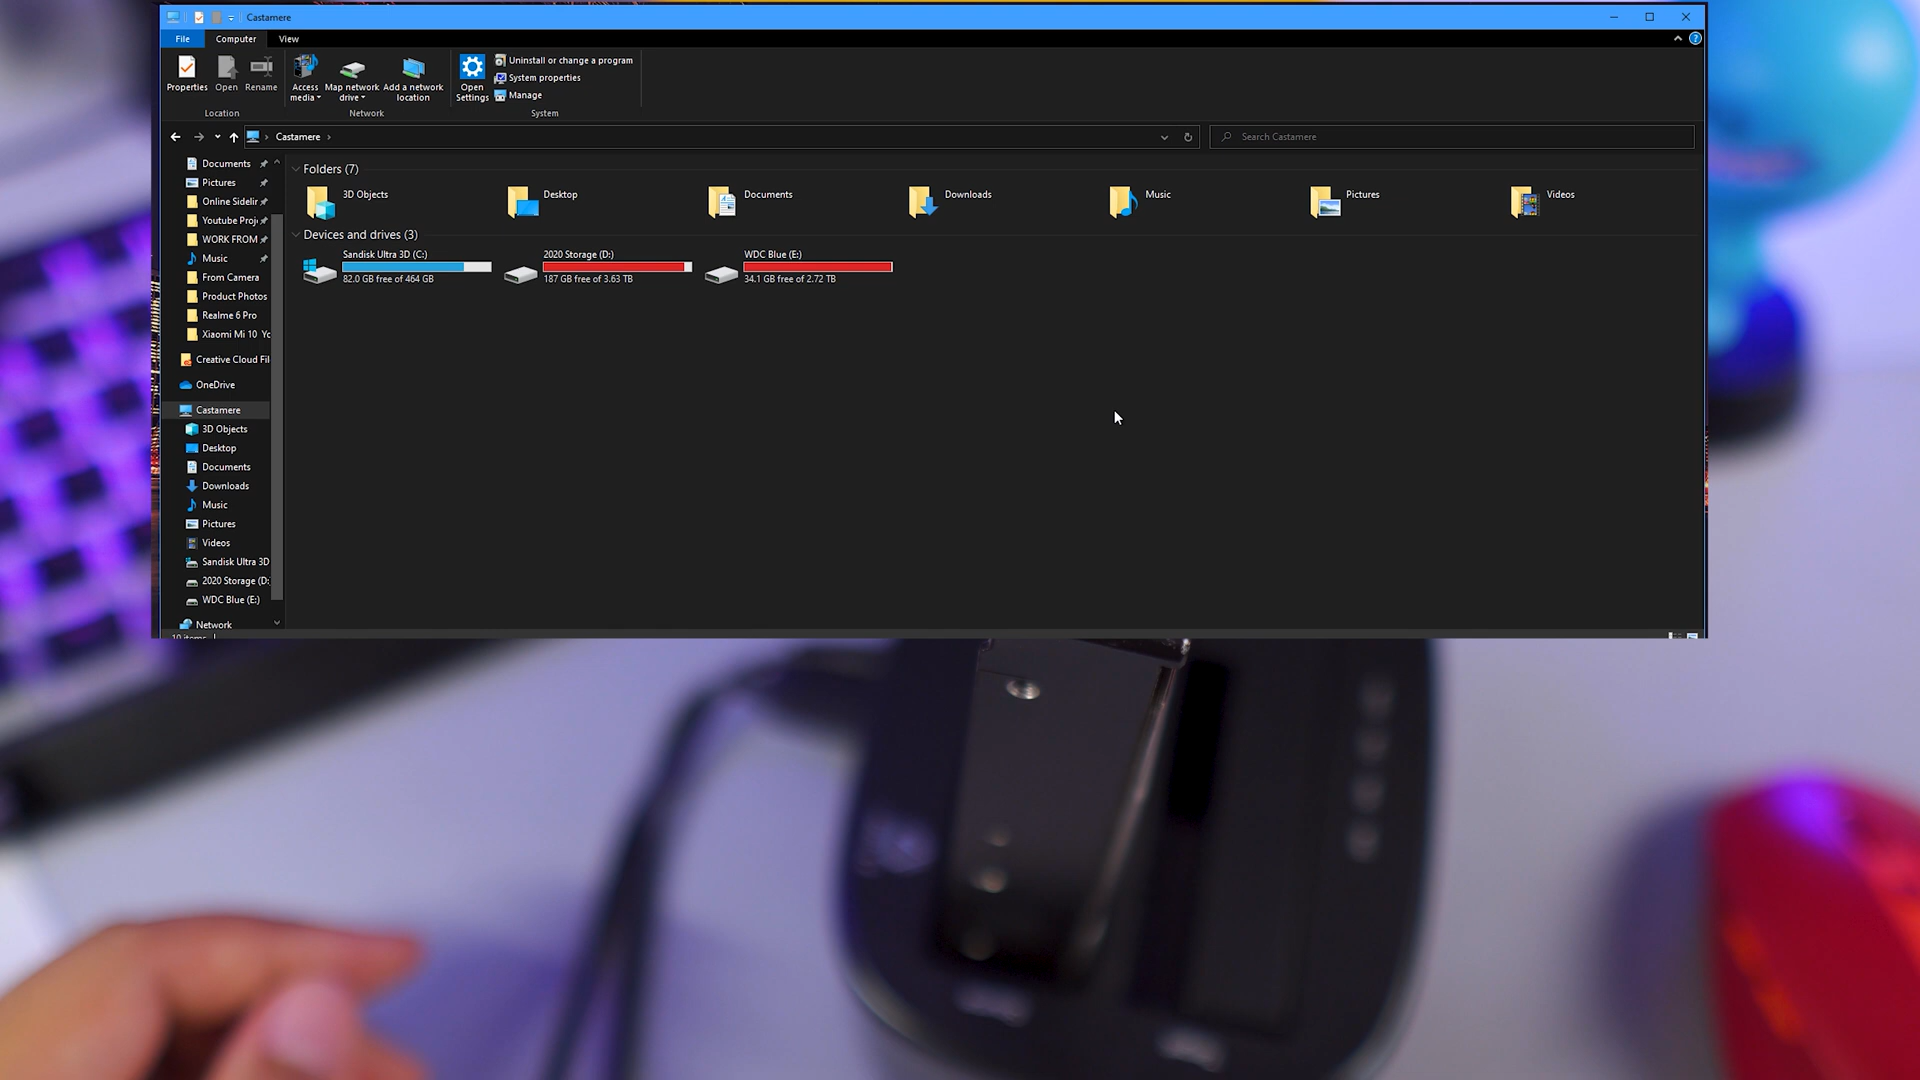 Castamere
File
Computer
View
Properties
Open
Rename
Access media
Map network drive
Add a network location
Open Settings
Uninstall or change a program
System properties
Manage
Location
Network
System
Castamere
Search Castamere
Documents
Pictures
Online Sidelir
Youtube Proj
WORK FROM
Music
From Camera
Product Photos
Realme 6 Pro
Xiaomi Mi 10 Yo
Creative Cloud Fil
OneDrive
Castamere
3D Objects
Desktop
Documents
Downloads
Music
Pictures
Videos
Sandisk Ultra 3D
2020 Storage (D:
WDC Blue (E:)
Network
10 items
Folders (7)
3D Objects
Desktop
Documents
Downloads
Music
Pictures
Videos
Devices and drives (3)
Sandisk Ultra 3D (C:)
82.0 GB free of 464 GB
2020 Storage (D:)
187 GB free of 3.63 TB
WDC Blue (E:)
34.1 GB free of 2.72 TB